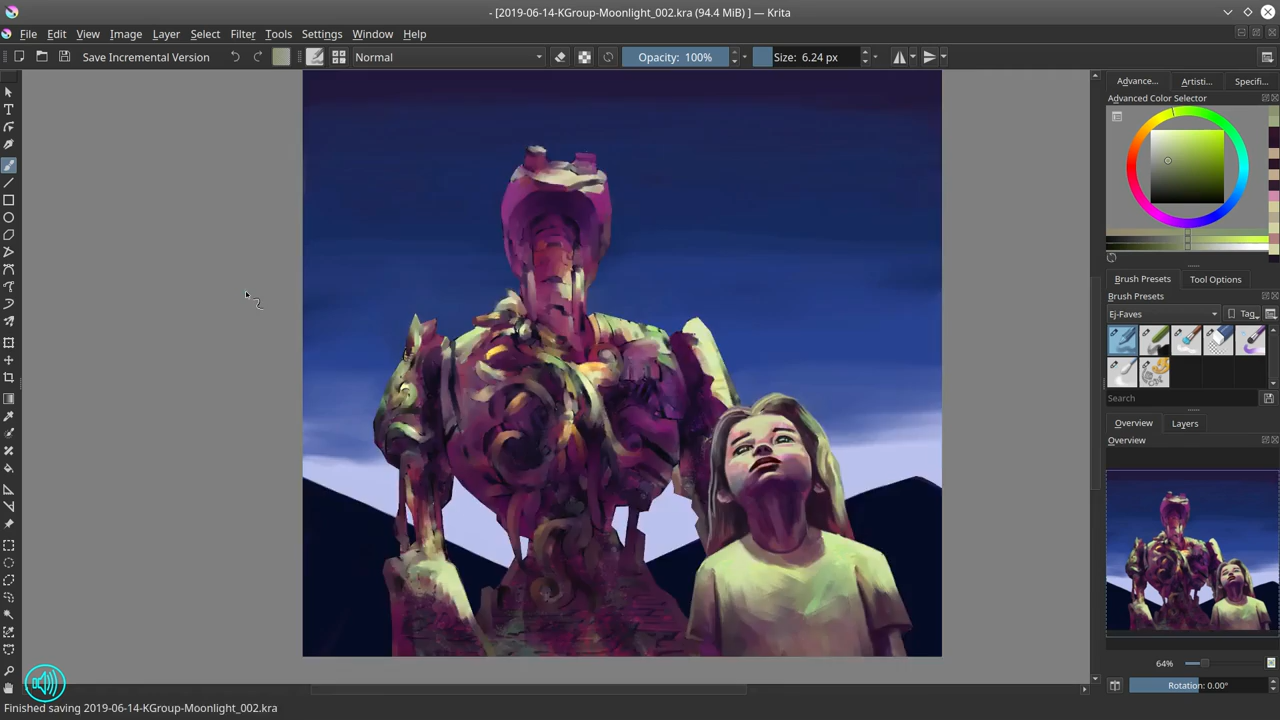 - [2019-06-14-KGroup-Moonlight_002.kra (94.4 MiB) ] — Krita
File Edit View Image Layer Select Filter Tools Settings Window Help
Save Incremental Version Normal Opacity: 100% Size: 6.24 px
Advance... Artisti... Specifi...
Advanced Color Selector
Brush Presets Tool Options
Brush Presets
Ej-Faves Tag
Search
Overview Layers
Overview
64%
Rotation: 0.00°
Finished saving 2019-06-14-KGroup-Moonlight_002.kra